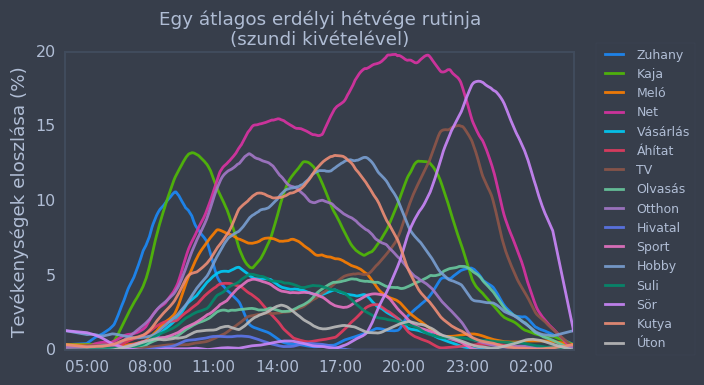 Egy átlagos erdélyi hétvége rutinja
(szundi kivételével)
Tevékenységek eloszlása (%)
20
15
10
5
0
05:00 08:00 11:00 14:00 17:00 20:00 23:00 02:00
Zuhany
Kaja
Meló
Net
Vásárlás
Áhítat
TV
Olvasás
Otthon
Hivatal
Sport
Hobby
Suli
Sör
Kutya
Úton